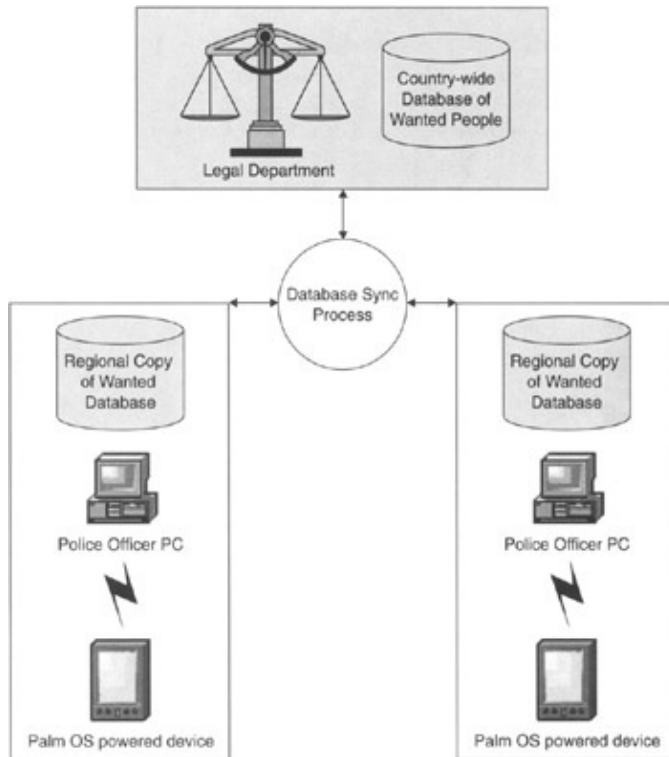 Country-wide
Database of
Wanted People
Legal Department
Database Sync
Process
Regional Copy
of Wanted
Database
Police Officer PC
Palm OS powered device
Regional Copy
of Wanted
Database
Police Officer PC
Palm OS powered device